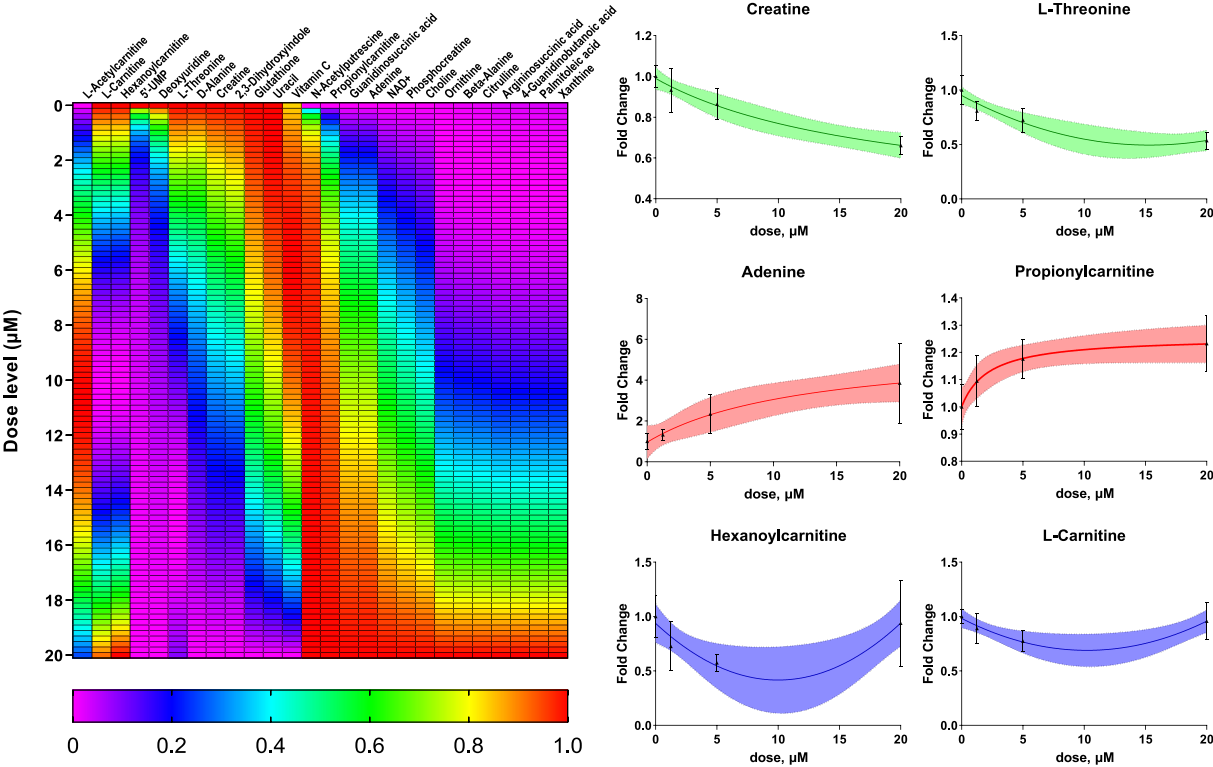 L-Acetylcarnitine
L-Carnitine
Hexanoylcarnitine
5'-UMP
Deoxyuridine
L-Threonine
D-Alanine
Creatine
2,3-Dihydroxyindole
Glutathione
Uracil
Vitamin C
N-Acetylputrescine
Propionylcarnitine
Guanidinosuccinic acid
Adenine
NAD+
Phosphocreatine
Choline
Ornithine
Beta-Alanine
Citrulline
Argininosuccinic acid
4-Guanidinobutanoic acid
Palmitoleic acid
Xanthine
Dose level (µM)
0
2
4
6
8
10
12
14
16
18
20
0 0.2 0.4 0.6 0.8 1.0
Creatine
Fold Change
1.2
1.0
0.8
0.6
0.4
0 5 10 15 20
dose, µM
L-Threonine
Fold Change
1.5
1.0
0.5
0.0
0 5 10 15 20
dose, µM
Adenine
Fold Change
8
6
4
2
0
0 5 10 15 20
dose, µM
Propionylcarnitine
Fold Change
1.4
1.3
1.2
1.1
1.0
0.9
0.8
0 5 10 15 20
dose, µM
Hexanoylcarnitine
Fold Change
1.5
1.0
0.5
0.0
0 5 10 15 20
dose, µM
L-Carnitine
Fold Change
1.5
1.0
0.5
0.0
0 5 10 15 20
dose, µM